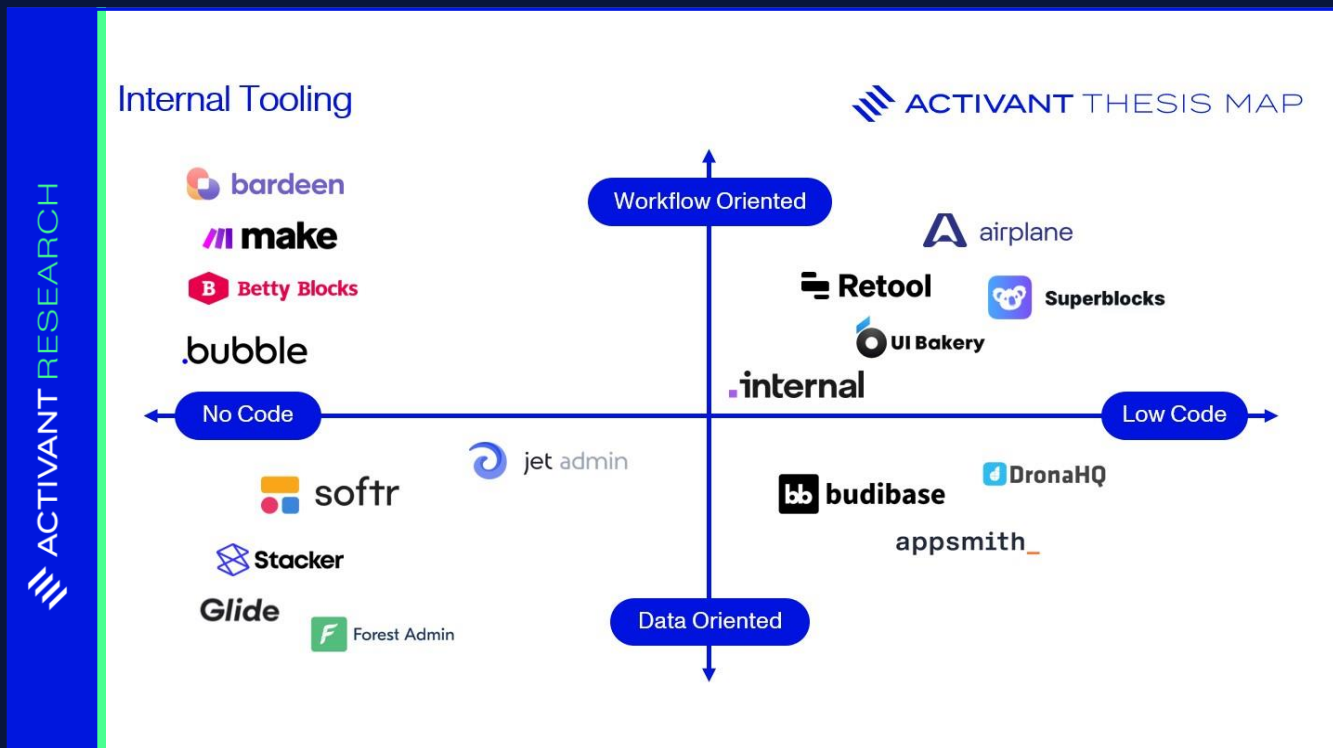 Internal Tooling
ACTIVANT THESIS MAP
ACTIVANT RESEARCH
bardeen
make
B Betty Blocks
.bubble
Workflow Oriented
airplane
Retool
Superblocks
UI Bakery
.internal
No Code
Low Code
jet admin
softr
Stacker
Glide
F Forest Admin
bb budibase
d DronaHQ
appsmith_
Data Oriented